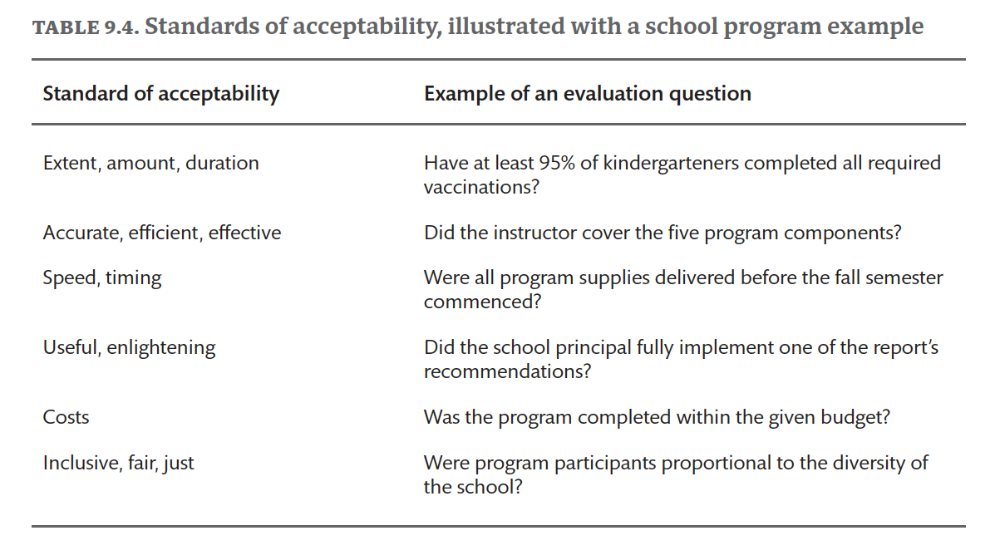 TABLE 9.4. Standards of acceptability, illustrated with a school program example
Standard of acceptability
Example of an evaluation question
Extent, amount, duration
Have at least 95% of kindergarteners completed all required
vaccinations?
Accurate, efficient, effective
Did the instructor cover the five program components?
Speed, timing
Were all program supplies delivered before the fall semester
commenced?
Useful, enlightening
Did the school principal fully implement one of the report’s
recommendations?
Costs
Was the program completed within the given budget?
Inclusive, fair, just
Were program participants proportional to the diversity of
the school?